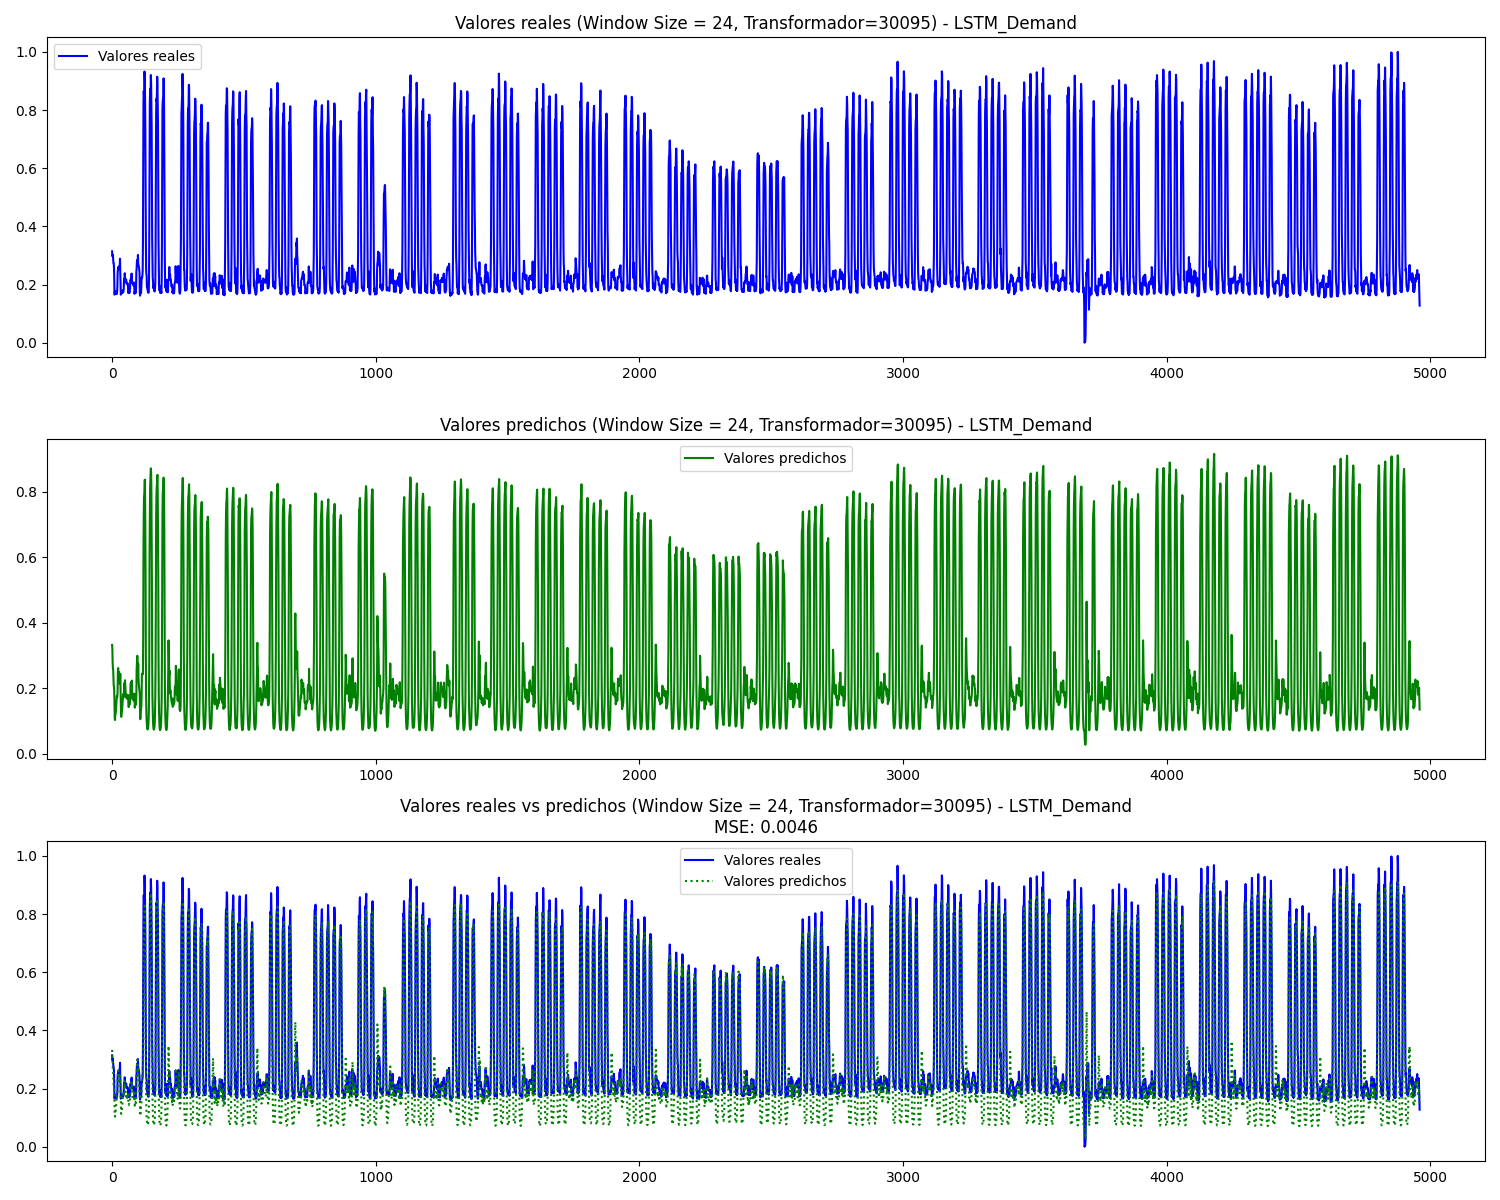 Valores reales (Window Size = 24, Transformador=30095) - LSTM_Demand
Valores reales
1.0
0.8
0.6
0.4
0.2
0.0
0 1000 2000 3000 4000 5000
Valores predichos (Window Size = 24, Transformador=30095) - LSTM_Demand
Valores predichos
0.8
0.6
0.4
0.2
0.0
0 1000 2000 3000 4000 5000
Valores reales vs predichos (Window Size = 24, Transformador=30095) - LSTM_Demand
MSE: 0.0046
Valores reales
Valores predichos
1.0
0.8
0.6
0.4
0.2
0.0
0 1000 2000 3000 4000 5000